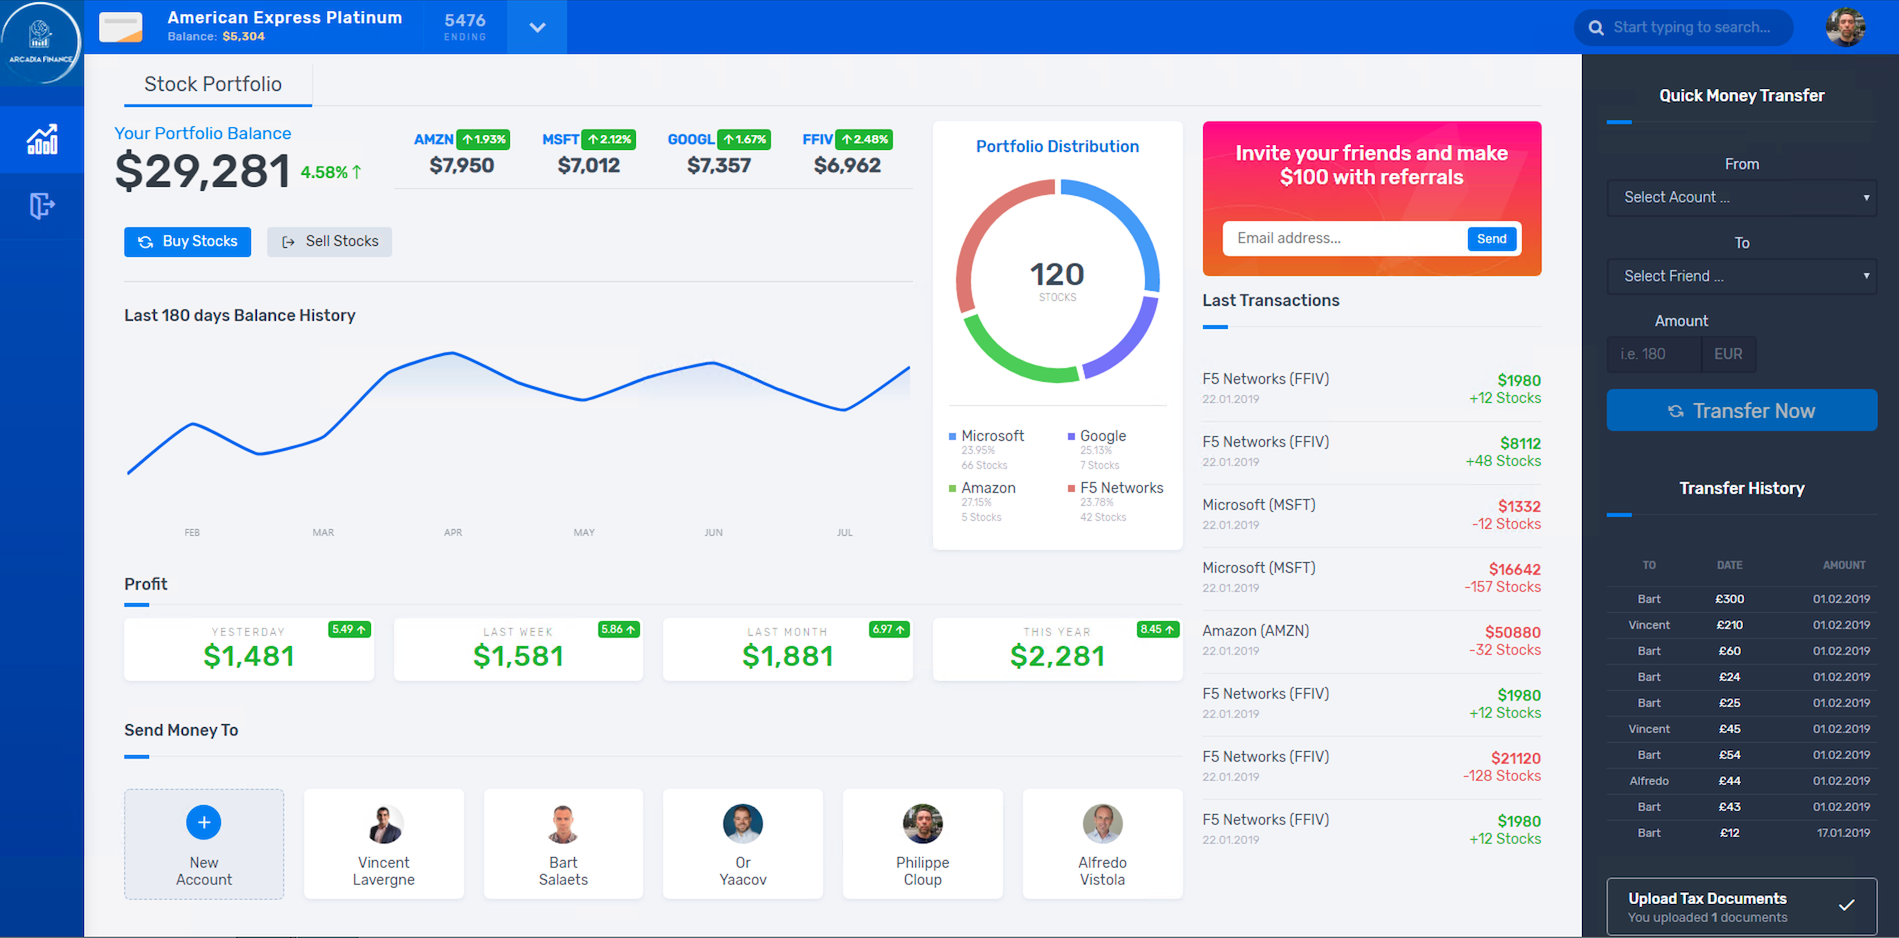 ARCADIA FINANCE
American Express Platinum
Balance: $5,304
5476
ENDING
Start typing to search...
Stock Portfolio
Your Portfolio Balance
$29,281 4.58%↑
AMZN ↑1.93%
$7,950
MSFT ↑2.12%
$7,012
GOOGL ↑1.67%
$7,357
FFIV ↑2.48%
$6,962
Buy Stocks
Sell Stocks
Last 180 days Balance History
FEB MAR APR MAY JUN JUL
Portfolio Distribution
120
STOCKS
Microsoft
23.95%
66 Stocks
Google
25.13%
7 Stocks
Amazon
27.15%
5 Stocks
F5 Networks
23.78%
42 Stocks
Profit
YESTERDAY 5.49 ↑
$1,481
LAST WEEK 5.86 ↑
$1,581
LAST MONTH 6.97 ↑
$1,881
THIS YEAR 8.45 ↑
$2,281
Send Money To
New
Account
Vincent
Lavergne
Bart
Salaets
Or
Yaacov
Philippe
Cloup
Alfredo
Vistola
Invite your friends and make
$100 with referrals
Email address... Send
Last Transactions
F5 Networks (FFIV) $1980
22.01.2019 +12 Stocks
F5 Networks (FFIV) $8112
22.01.2019 +48 Stocks
Microsoft (MSFT) $1332
22.01.2019 -12 Stocks
Microsoft (MSFT) $16642
22.01.2019 -157 Stocks
Amazon (AMZN) $50880
22.01.2019 -32 Stocks
F5 Networks (FFIV) $1980
22.01.2019 +12 Stocks
F5 Networks (FFIV) $21120
22.01.2019 -128 Stocks
F5 Networks (FFIV) $1980
22.01.2019 +12 Stocks
Quick Money Transfer
From
Select Acount ...
To
Select Friend ...
Amount
i.e. 180 EUR
Transfer Now
Transfer History
TO DATE AMOUNT
Bart £300 01.02.2019
Vincent £210 01.02.2019
Bart £60 01.02.2019
Bart £24 01.02.2019
Bart £25 01.02.2019
Vincent £45 01.02.2019
Bart £54 01.02.2019
Alfredo £44 01.02.2019
Bart £43 01.02.2019
Bart £12 17.01.2019
Upload Tax Documents
You uploaded 1 documents